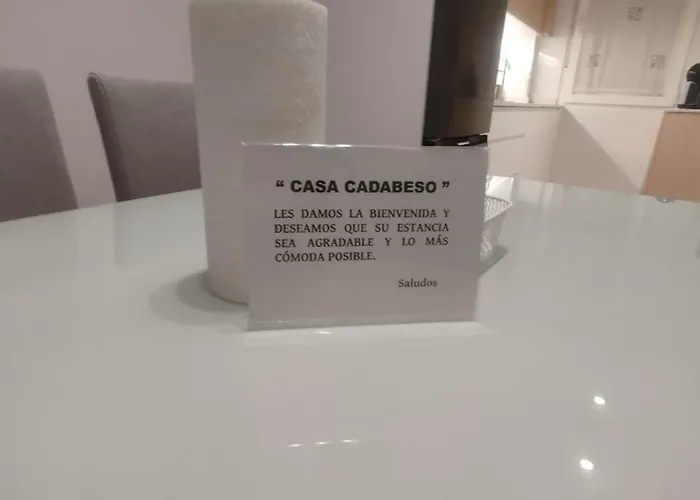 “ CASA CADABESO ”
LES DAMOS LA BIENVENIDA Y
DESEAMOS QUE SU ESTANCIA
SEA AGRADABLE Y LO MÁS
CÓMODA POSIBLE.
Saludos